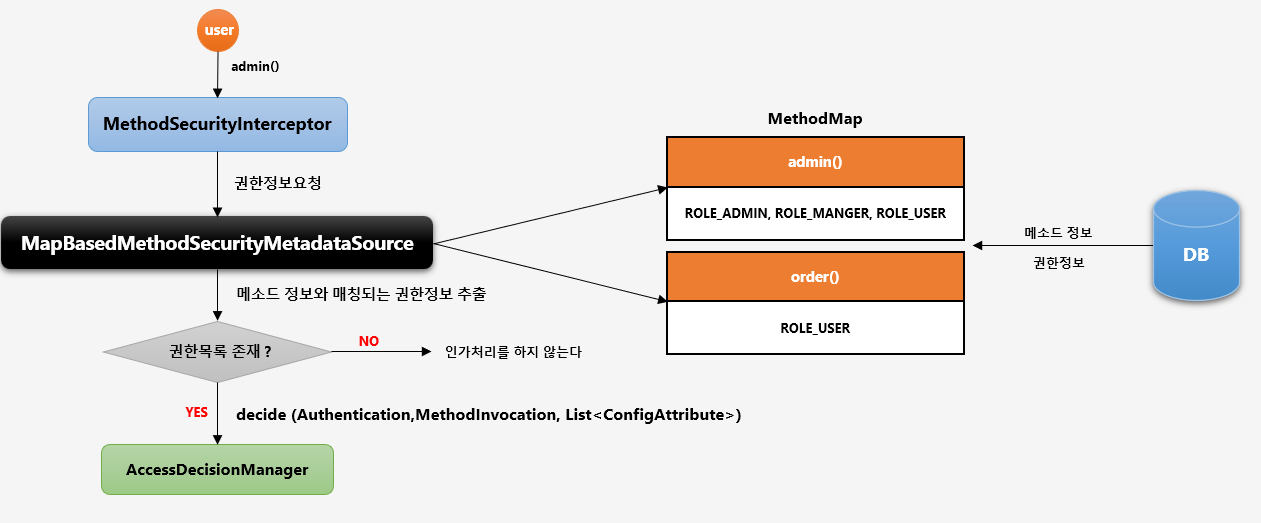 user
admin()
MethodSecurityInterceptor
권한정보요청
MapBasedMethodSecurityMetadataSource
메소드 정보와 매칭되는 권한정보 추출
권한목록 존재 ?
NO
인가처리를 하지 않는다
YES
decide (Authentication,MethodInvocation, List<ConfigAttribute>)
AccessDecisionManager
MethodMap
admin()
ROLE_ADMIN, ROLE_MANGER, ROLE_USER
order()
ROLE_USER
메소드 정보
권한정보
DB